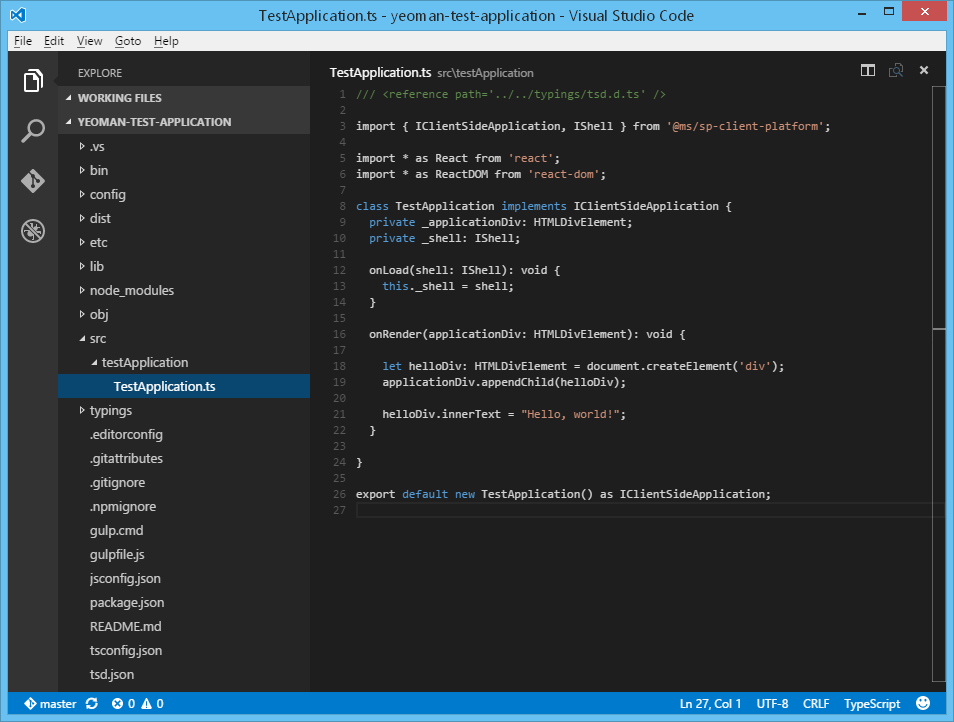 TestApplication.ts - yeoman-test-application - Visual Studio Code
File Edit View Goto Help
EXPLORE
WORKING FILES
YEOMAN-TEST-APPLICATION
.vs
bin
config
dist
etc
lib
node_modules
obj
src
testApplication
TestApplication.ts
typings
.editorconfig
.gitattributes
.gitignore
.npmignore
gulp.cmd
gulpfile.js
jsconfig.json
package.json
README.md
tsconfig.json
tsd.json
TestApplication.ts src\testApplication
1 /// <reference path='../../typings/tsd.d.ts' />
2
3 import { IClientSideApplication, IShell } from '@ms/sp-client-platform';
4
5 import * as React from 'react';
6 import * as ReactDOM from 'react-dom';
7
8 class TestApplication implements IClientSideApplication {
9   private _applicationDiv: HTMLDivElement;
10   private _shell: IShell;
11
12   onLoad(shell: IShell): void {
13     this._shell = shell;
14   }
15
16   onRender(applicationDiv: HTMLDivElement): void {
17
18     let helloDiv: HTMLDivElement = document.createElement('div');
19     applicationDiv.appendChild(helloDiv);
20
21     helloDiv.innerText = "Hello, world!";
22   }
23
24 }
25
26 export default new TestApplication() as IClientSideApplication;
27
master 0 0 Ln 27, Col 1 UTF-8 CRLF TypeScript